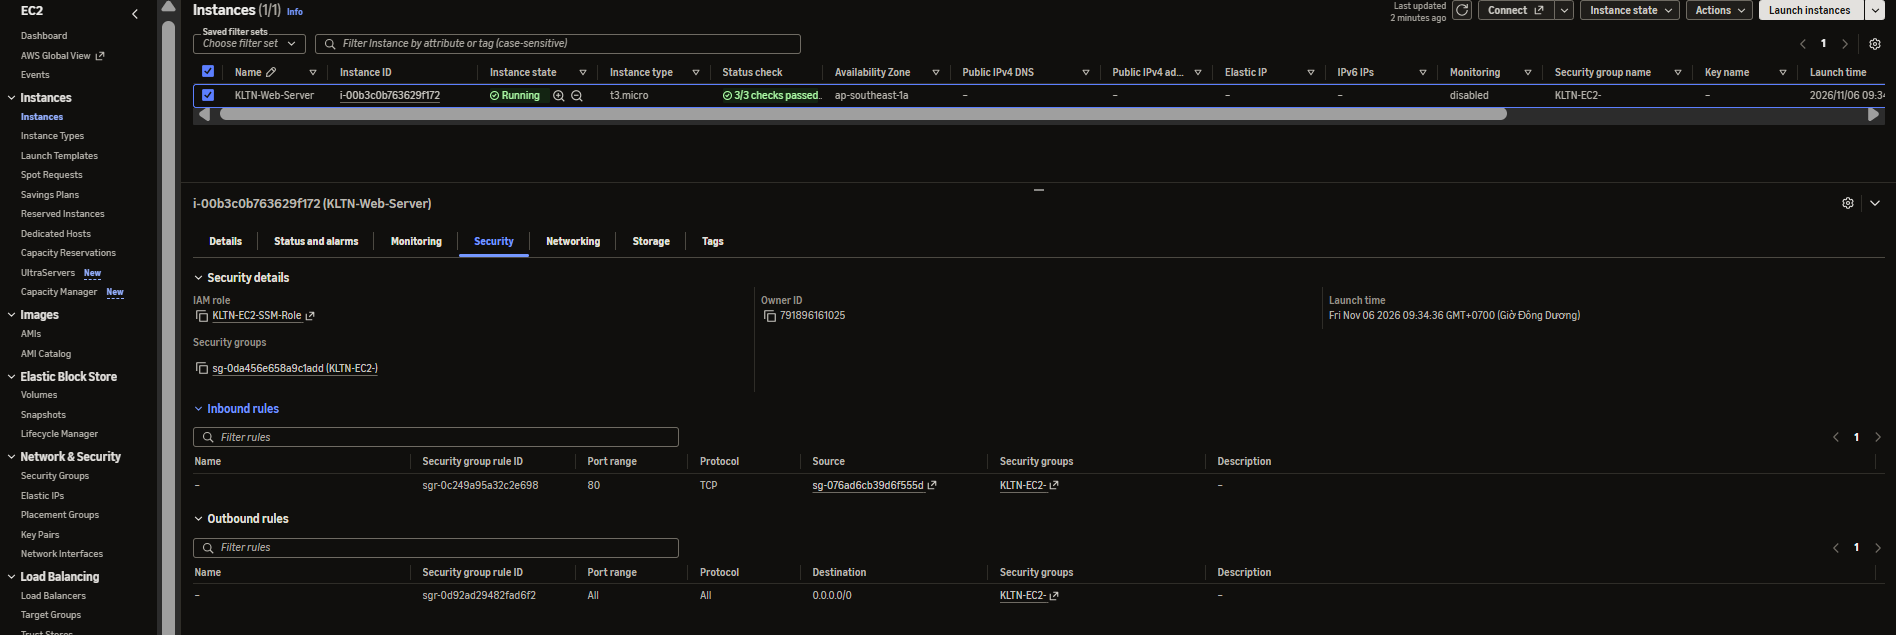 EC2
Dashboard
AWS Global View
Events
Instances
Instances
Instance Types
Launch Templates
Spot Requests
Savings Plans
Reserved Instances
Dedicated Hosts
Capacity Reservations
UltraServers New
Capacity Manager New
Images
AMIs
AMI Catalog
Elastic Block Store
Volumes
Snapshots
Lifecycle Manager
Network & Security
Security Groups
Elastic IPs
Placement Groups
Key Pairs
Network Interfaces
Load Balancing
Load Balancers
Target Groups
Trust Stores
Instances (1/1) Info
Last updated
2 minutes ago
Connect
Instance state
Actions
Launch instances
Saved filter sets
Choose filter set
Filter Instance by attribute or tag (case-sensitive)
1
Name Instance ID Instance state Instance type Status check Availability Zone Public IPv4 DNS Public IPv4 ad... Elastic IP IPv6 IPs Monitoring Security group name Key name Launch time
KLTN-Web-Server i-00b3c0b763629f172 Running t3.micro 3/3 checks passed.. ap-southeast-1a – – – – disabled KLTN-EC2- – 2026/11/06 09:34
i-00b3c0b763629f172 (KLTN-Web-Server)
Details Status and alarms Monitoring Security Networking Storage Tags
Security details
IAM role
KLTN-EC2-SSM-Role
Owner ID
791896161025
Launch time
Fri Nov 06 2026 09:34:36 GMT+0700 (Giờ Đông Dương)
Security groups
sg-0da456e658a9c1add (KLTN-EC2-)
Inbound rules
Filter rules
1
Name Security group rule ID Port range Protocol Source Security groups Description
– sgr-0c249a95a32c2e698 80 TCP sg-076ad6cb39d6f555d KLTN-EC2- –
Outbound rules
Filter rules
1
Name Security group rule ID Port range Protocol Destination Security groups Description
– sgr-0d92ad29482fad6f2 All All 0.0.0.0/0 KLTN-EC2- –